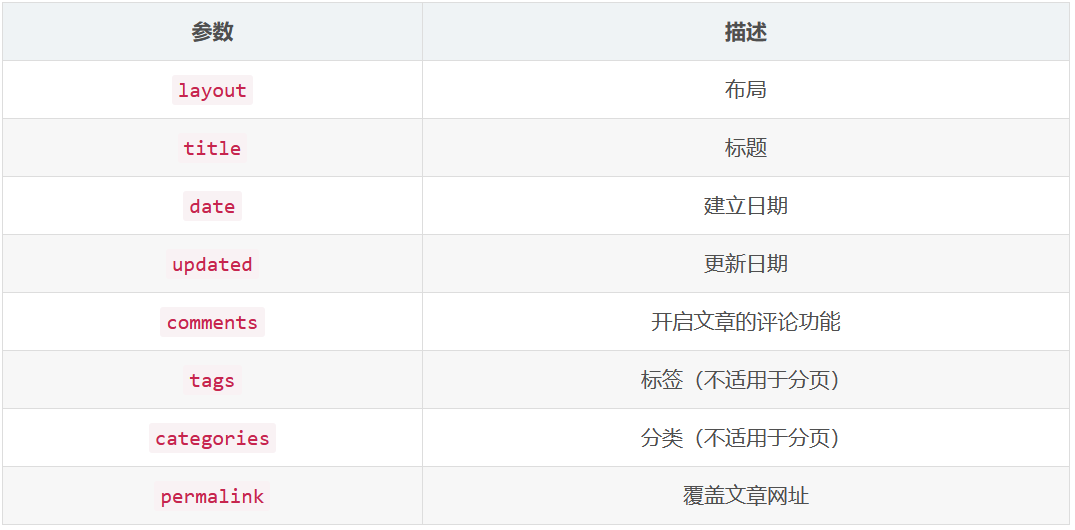 参数 描述
layout 布局
title 标题
date 建立日期
updated 更新日期
comments 开启文章的评论功能
tags 标签（不适用于分页）
categories 分类（不适用于分页）
permalink 覆盖文章网址